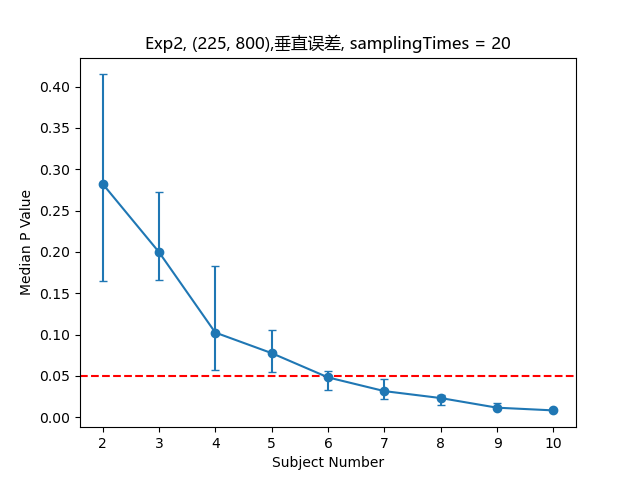 Exp2, (225, 800),垂直误差, samplingTimes = 20
0.40
0.35
0.30
0.25
0.20
0.15
0.10
0.05
0.00
Median P Value
2 3 4 5 6 7 8 9 10
Subject Number